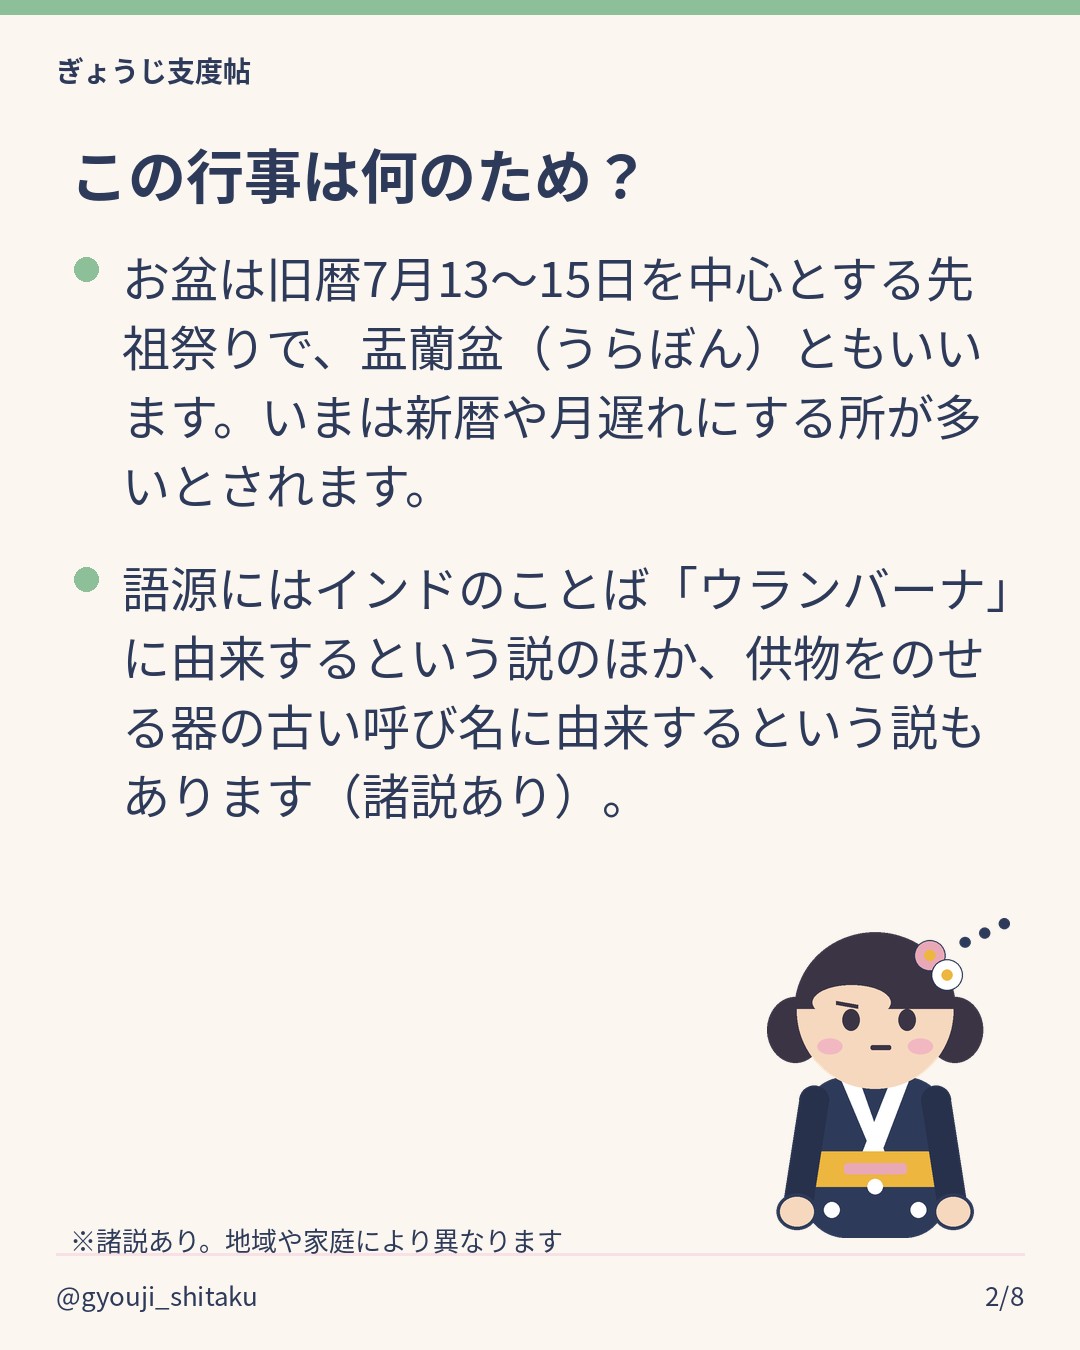 ぎょうじ支度帖
この行事は何のため？
お盆は旧暦7月13〜15日を中心とする先
祖祭りで、盂蘭盆（うらぼん）ともいい
ます。いまは新暦や月遅れにする所が多
いとされます。
語源にはインドのことば「ウランバーナ」
に由来するという説のほか、供物をのせ
る器の古い呼び名に由来するという説も
あります（諸説あり）。
※諸説あり。地域や家庭により異なります
@gyouji_shitaku
2/8